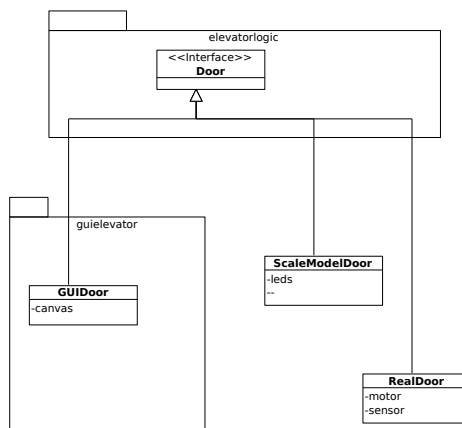 elevatorlogic
<<Interface>>
Door
guielevator
ScaleModelDoor
-leds
--
GUIDoor
-canvas
RealDoor
-motor
-sensor